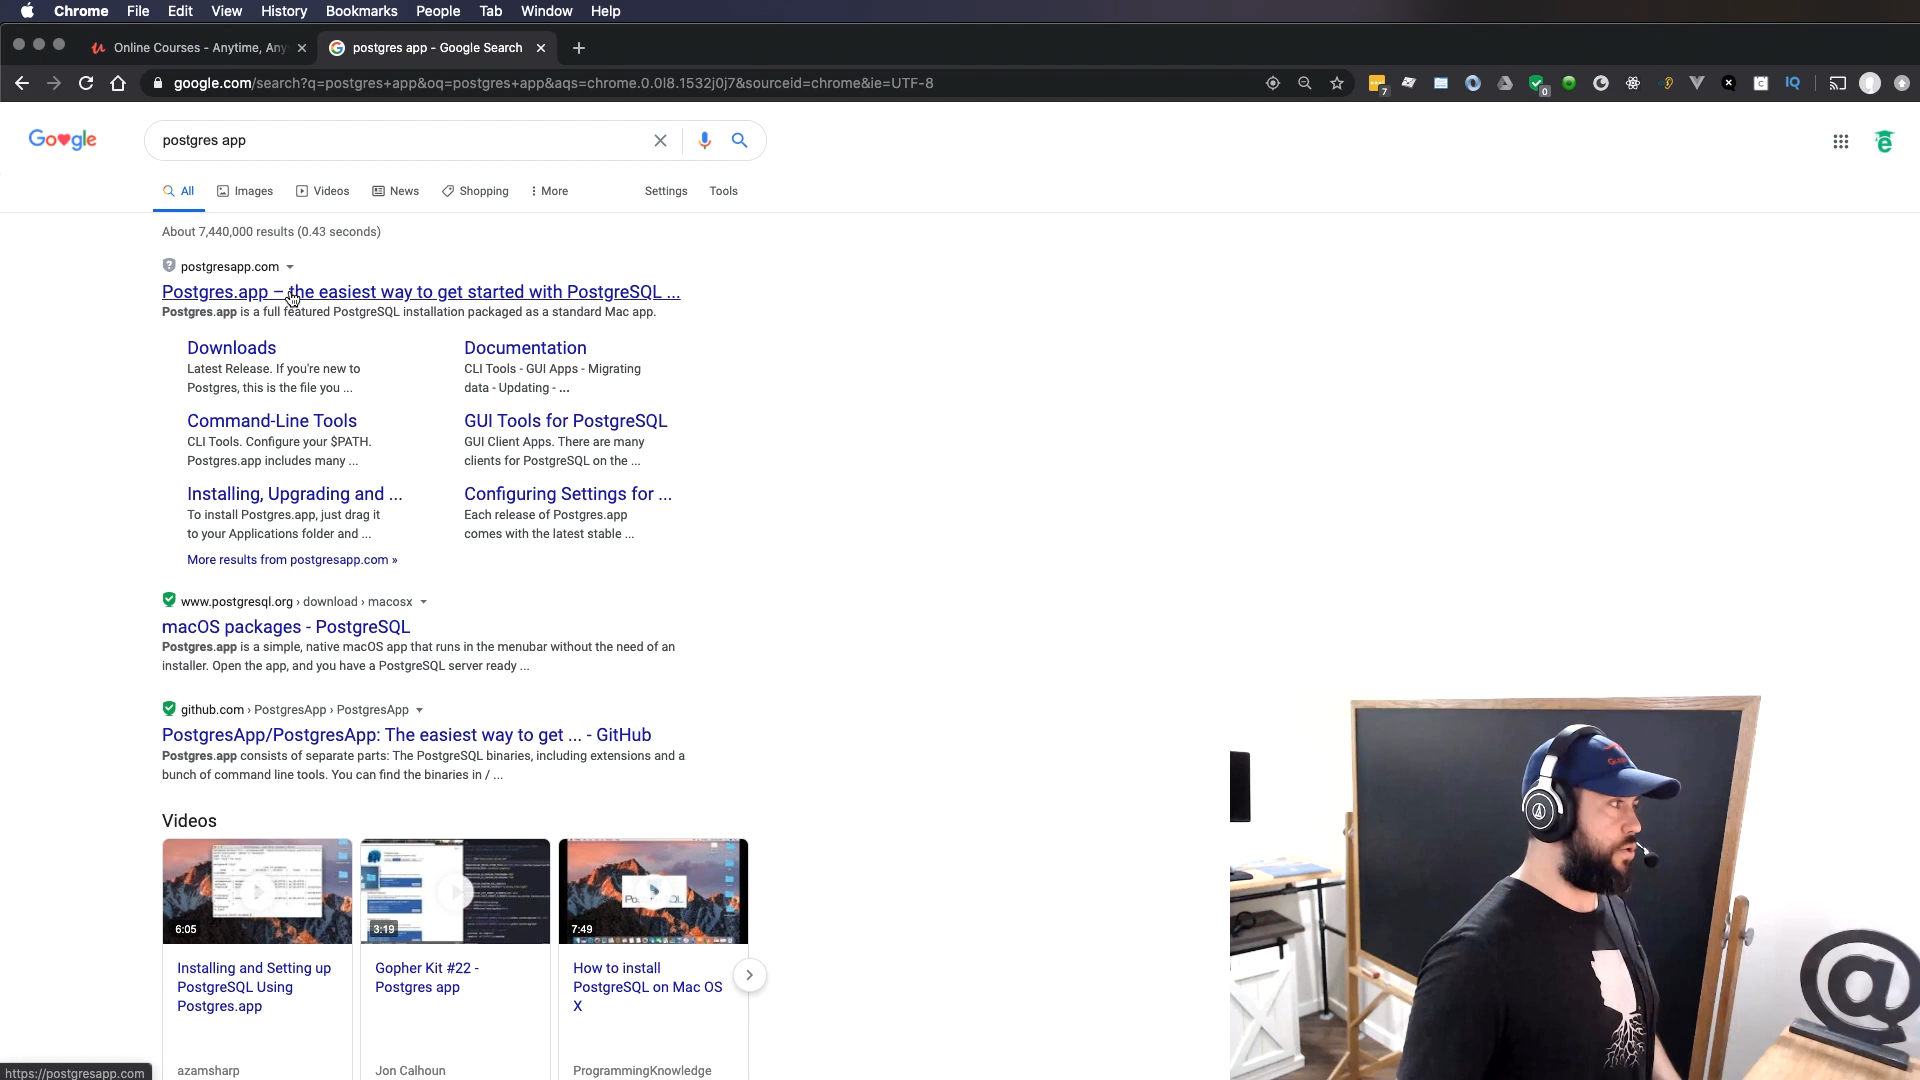 Chrome File Edit View History Bookmarks People Tab Window Help
Online Courses - Anytime, Any
postgres app - Google Search
google.com/search?q=postgres+app&oq=postgres+app&aqs=chrome.0.0l8.1532j0j7&sourceid=chrome&ie=UTF-8
7
0
IQ
Google
postgres app
All Images Videos News Shopping More Settings Tools
About 7,440,000 results (0.43 seconds)
postgresapp.com
Postgres.app – the easiest way to get started with PostgreSQL ...
Postgres.app is a full featured PostgreSQL installation packaged as a standard Mac app.
Downloads
Latest Release. If you're new to
Postgres, this is the file you ...
Documentation
CLI Tools - GUI Apps - Migrating
data - Updating - ...
Command-Line Tools
CLI Tools. Configure your $PATH.
Postgres.app includes many ...
GUI Tools for PostgreSQL
GUI Client Apps. There are many
clients for PostgreSQL on the ...
Installing, Upgrading and ...
To install Postgres.app, just drag it
to your Applications folder and ...
Configuring Settings for ...
Each release of Postgres.app
comes with the latest stable ...
More results from postgresapp.com »
www.postgresql.org › download › macosx
macOS packages - PostgreSQL
Postgres.app is a simple, native macOS app that runs in the menubar without the need of an
installer. Open the app, and you have a PostgreSQL server ready ...
github.com › PostgresApp › PostgresApp
PostgresApp/PostgresApp: The easiest way to get ... - GitHub
Postgres.app consists of separate parts: The PostgreSQL binaries, including extensions and a
bunch of command line tools. You can find the binaries in / ...
Videos
6:05
3:19
7:49
Installing and Setting up
PostgreSQL Using
Postgres.app
Gopher Kit #22 -
Postgres app
How to install
PostgreSQL on Mac OS
X
azamsharp
Jon Calhoun
ProgrammingKnowledge
https://postgresapp.com
@